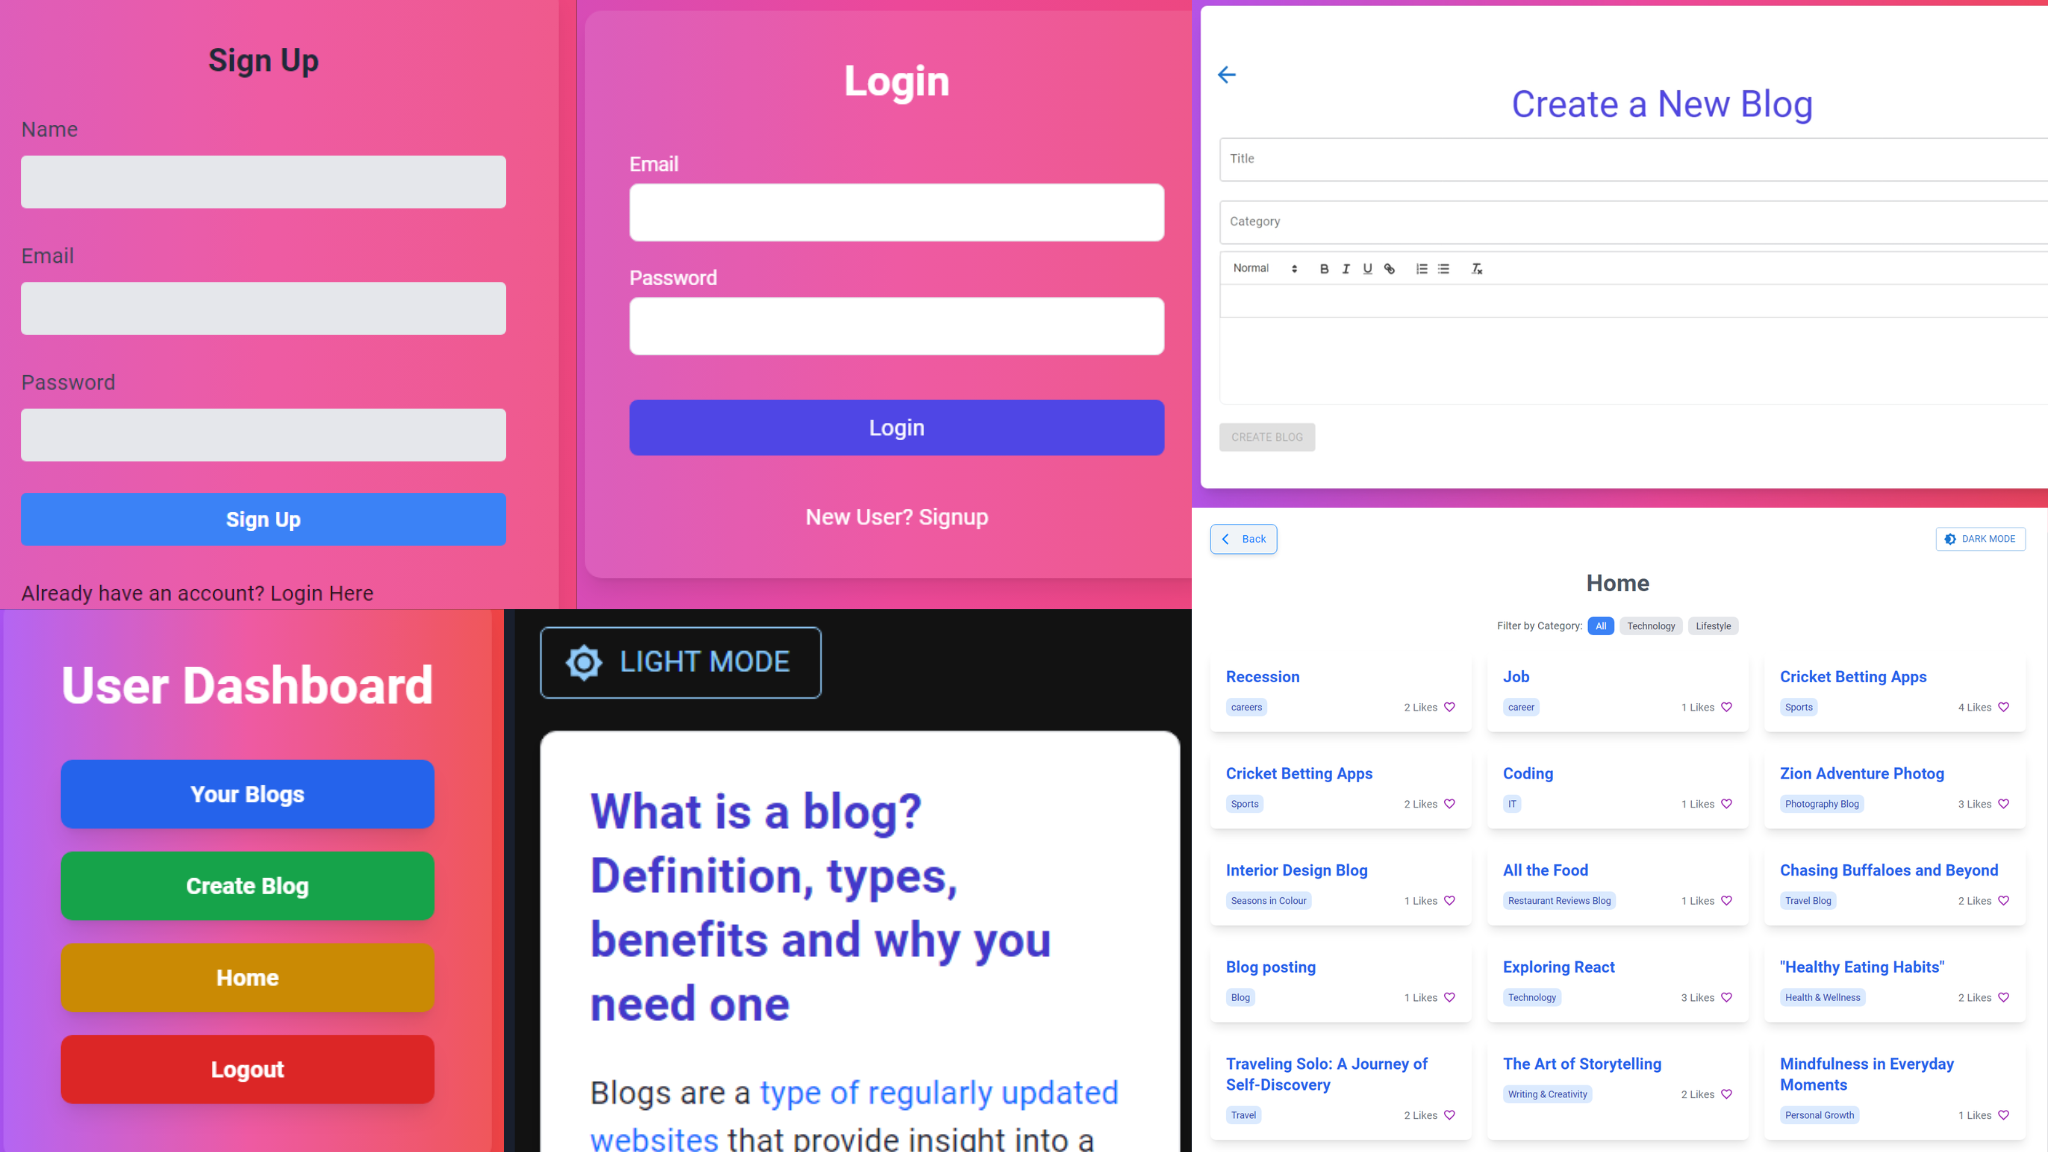 Sign Up
Name
Email
Password
Sign Up
Already have an account? Login Here
Login
Email
Password
Login
New User? Signup
Create a New Blog
Title
Category
Normal B I U
CREATE BLOG
User Dashboard
Your Blogs
Create Blog
Home
Logout
LIGHT MODE
What is a blog?
Definition, types,
benefits and why you
need one
Blogs are a type of regularly updated
websites that provide insight into a
Back
DARK MODE
Home
Filter by Category: All Technology Lifestyle
Recession
careers 2 Likes
Job
career 1 Likes
Cricket Betting Apps
Sports 4 Likes
Cricket Betting Apps
Sports 2 Likes
Coding
IT 1 Likes
Zion Adventure Photog
Photography Blog 3 Likes
Interior Design Blog
Seasons in Colour 1 Likes
All the Food
Restaurant Reviews Blog 1 Likes
Chasing Buffaloes and Beyond
Travel Blog 2 Likes
Blog posting
Blog 1 Likes
Exploring React
Technology 3 Likes
"Healthy Eating Habits"
Health & Wellness 2 Likes
Traveling Solo: A Journey of
Self-Discovery
Travel 2 Likes
The Art of Storytelling
Writing & Creativity 2 Likes
Mindfulness in Everyday
Moments
Personal Growth 1 Likes